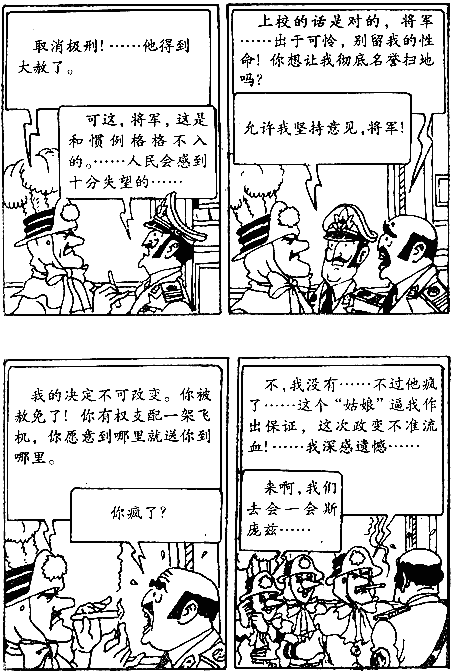 取消极刑！……他得到
大赦了。
可这，将军，这是
和惯例格格不入
的。……人民会感到
十分失望的……
上校的话是对的，将军
……出于可怜，别留我的性
命！你想让我彻底名誉扫地
吗？
允许我坚持意见，将军！
我的决定不可改变。你被
赦免了！你有权支配一架飞
机，你愿意到哪里就送你到
哪里。
你疯了？
不，我没有……不过他疯
了……这个“姑娘”逼我作
出保证，这次政变不准流
血！……我深感遗憾……
来啊，我们
去会一会斯
庞兹……